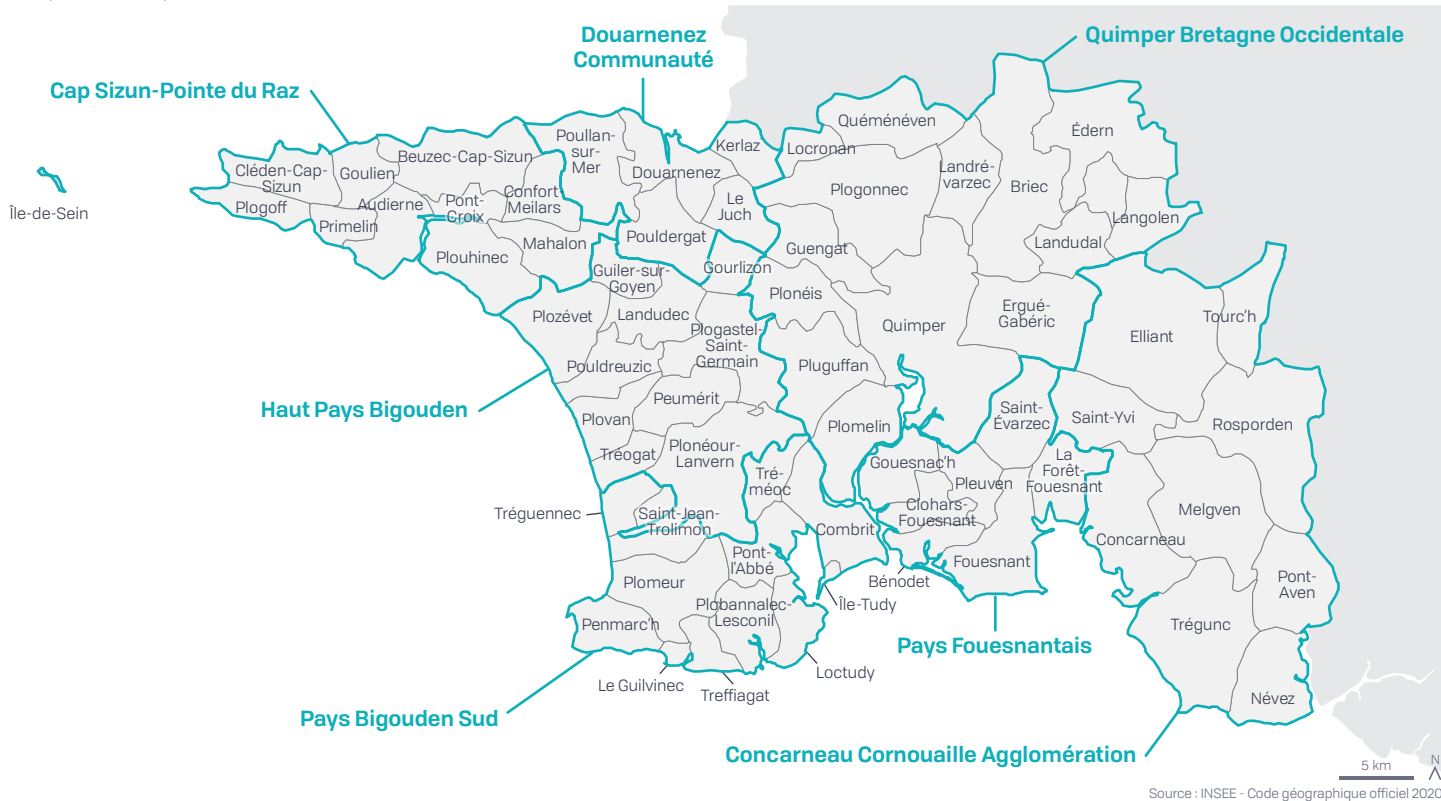 Douarnenez
Communauté
Quimper Bretagne Occidentale
Cap Sizun-Pointe du Raz
Quéménéven
Édern
Poullan-
sur-
Mer
Kerlaz
Locronan
Beuzec-Cap-Sizun
Cléden-Cap-
Sizun
Goulien
Douarnenez
Landré-
varzec
Briec
Plogonnec
Confort-
Meilars
Pont-
Croix
Audierne
Le
Juch
Île-de-Sein
Plogoff
Primelin
Langolen
Landudal
Mahalon
Pouldergat
Guengat
Plouhinec
Guiler-sur-
Goyen
Gourlizon
Plonéis
Plozévet
Landudec
Quimper
Ergué-
Gabéric
Tourc'h
Elliant
Plogastel-
Saint-
Germain
Pouldreuzic
Pluguffan
Peumérit
Haut Pays Bigouden
Plovan
Plomelin
Saint-
Évarzec
Saint-Yvi
Rosporden
Plonéour-
Lanvern
Tréogat
Gouesnac'h
La
Forêt-
Fouesnant
Tré-
méoc
Pleuven
Tréguennec
Saint-Jean-
Trolimon
Clohars-
Fouesnant
Melgven
Combrit
Concarneau
Pont-
l'Abbé
Fouesnant
Plomeur
Bénodet
Pont-
Aven
Île-Tudy
Plobannalec-
Lesconil
Penmarc'h
Trégunc
Pays Fouesnantais
Loctudy
Le Guilvinec
Treffiagat
Névez
Pays Bigouden Sud
Concarneau Cornouaille Agglomération
5 km
N
Source : INSEE - Code géographique officiel 2020